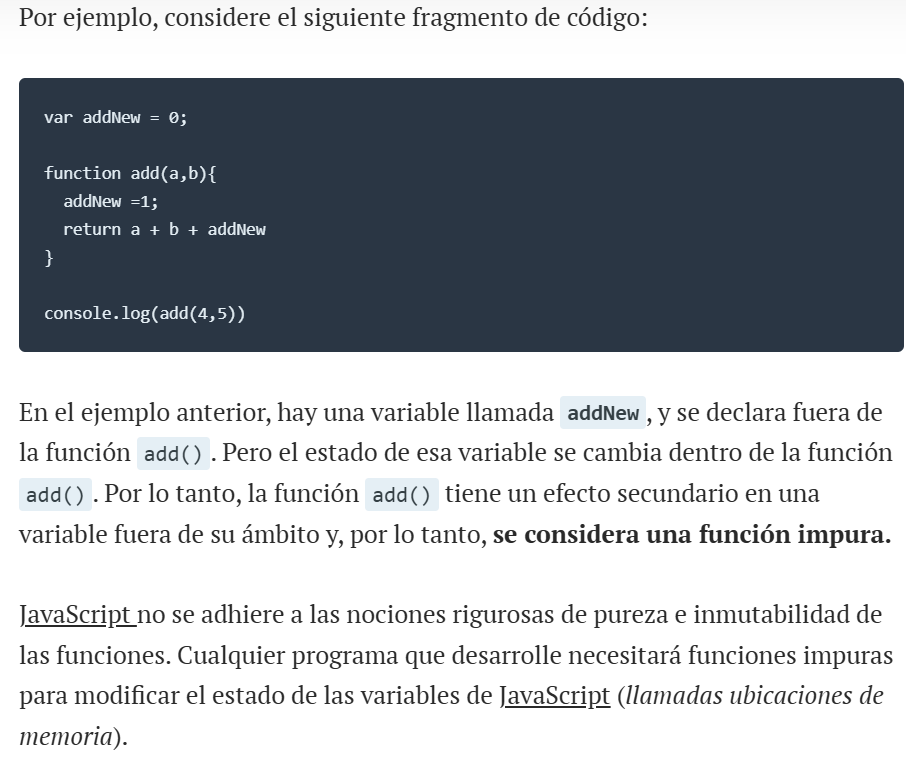 Por ejemplo, considere el siguiente fragmento de código:
var addNew = 0;
function add(a,b){
addNew =1;
return a + b + addNew
}
console.log(add(4,5))
En el ejemplo anterior, hay una variable llamada addNew, y se declara fuera de
la función add(). Pero el estado de esa variable se cambia dentro de la función
add(). Por lo tanto, la función add() tiene un efecto secundario en una
variable fuera de su ámbito y, por lo tanto, se considera una función impura.
JavaScript no se adhiere a las nociones rigurosas de pureza e inmutabilidad de
las funciones. Cualquier programa que desarrolle necesitará funciones impuras
para modificar el estado de las variables de JavaScript (llamadas ubicaciones de
memoria).